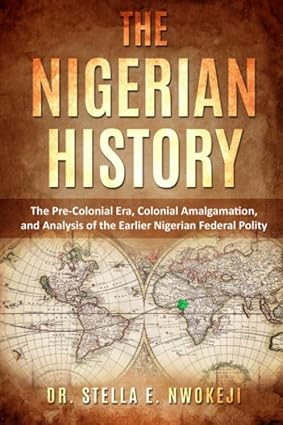 THE
NIGERIAN
HISTORY
The Pre-Colonial Era, Colonial Amalgamation,
and Analysis of the Earlier Nigerian Federal Polity
DR. STELLA E. NWOKEJI